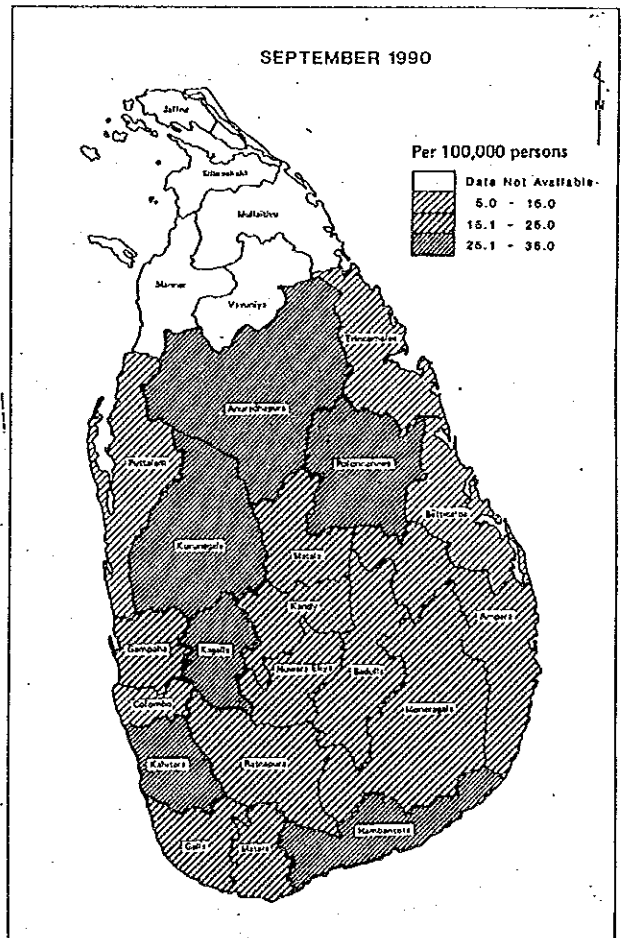 SEPTEMBER 1990
N
Per 100,000 persons
Data Not Available
5.0 - 15.0
15.1 - 25.0
25.1 - 35.0
Jaffna
Kilinochchi
Mullaitivu
Mannar
Vavuniya
Trincomalee
Anuradhapura
Polonnaruwa
Puttalam
Batticaloa
Kurunegala
Matale
Kandy
Ampara
Gampaha
Kegalle
Nuwara Eliya
Badulla
Colombo
Moneragala
Kalutara
Ratnapura
Hambantota
Galle
Matara